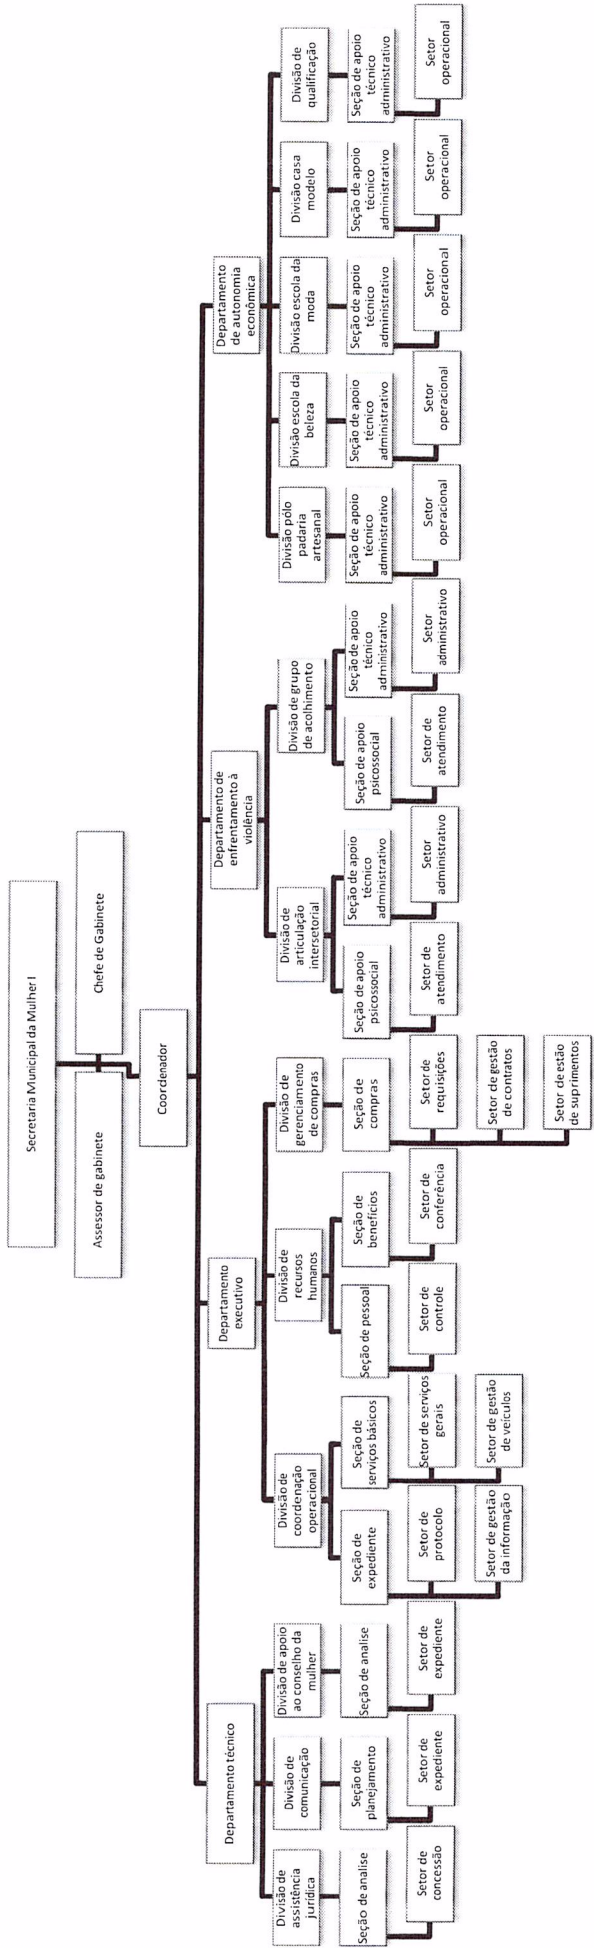 Secretaria Municipal da Mulher I
Assessor de gabinete
Chefe de Gabinete
Coordenador
Departamento técnico
Departamento
executivo
Departamento de
enfrentamento à
violência
Departamento
de autonomia
econômica
Divisão de
assistência
jurídica
Divisão de
comunicação
Divisão de apoio
ao conselho da
mulher
Divisão de
coordenação
operacional
Divisão de
recursos
humanos
Divisão de
gerenciamento
de compras
Divisão de
articulação
intersetorial
Divisão de grupo
de acolhimento
Divisão pólo
padaria
artesanal
Divisão escola da
beleza
Divisão escola da
moda
Divisão casa
modelo
Divisão de
qualificação
Seção de analise
Seção de
planejamento
Seção de analise
Seção de
expediente
Seção de
serviços básicos
Seção de pessoal
Seção de
benefícios
Seção de
compras
Seção de apoio
psicossocial
Seção de apoio
técnico
administrativo
Seção de apoio
psicossocial
Seção de apoio
técnico
administrativo
Seção de apoio
técnico
administrativo
Seção de apoio
técnico
administrativo
Seção de apoio
técnico
administrativo
Seção de apoio
técnico
administrativo
Seção de apoio
técnico
administrativo
Setor de
concessão
Setor de
expediente
Setor de
expediente
Setor de
protocolo
Setor de serviços
gerais
Setor de
controle
Setor de
conferência
Setor de
requisições
Setor de
atendimento
Setor
administrativo
Setor de
atendimento
Setor
administrativo
Setor
operacional
Setor
operacional
Setor
operacional
Setor
operacional
Setor
operacional
Setor de gestão
da informação
Setor de gestão
de veículos
Setor de gestão
de contratos
Setor de estão
de suprimentos